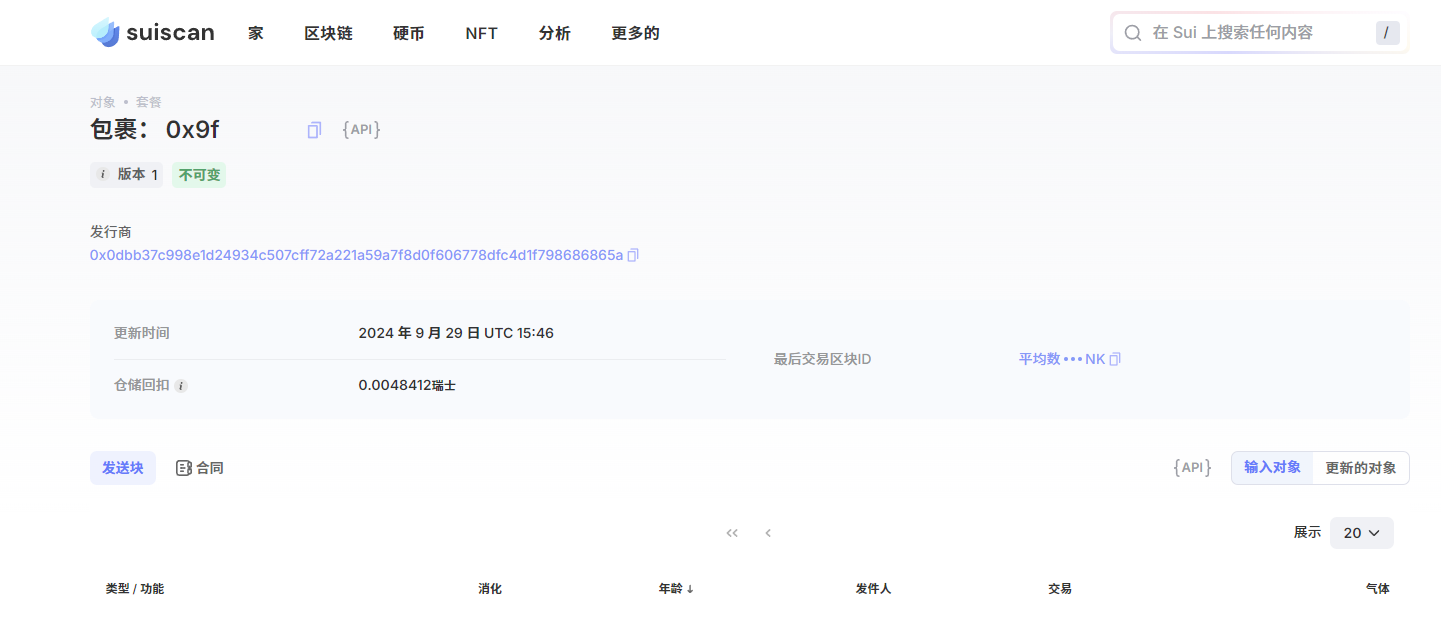 suiscan 家 区块链 硬币 NFT 分析 更多的 在 Sui 上搜索任何内容 /
对象 • 套餐
包裹： 0x9f {API}
i 版本 1 不可变
发行商
0x0dbb37c998e1d24934c507cff72a221a59a7f8d0f606778dfc4d1f798686865a
更新时间 2024 年 9 月 29 日 UTC 15:46
最后交易区块ID 平均数•••NK
仓储回扣 i 0.0048412瑞士
发送块 合同 {API} 输入对象 更新的对象
<< < 展示 20
类型 / 功能 消化 年龄 ↓ 发件人 交易 气体